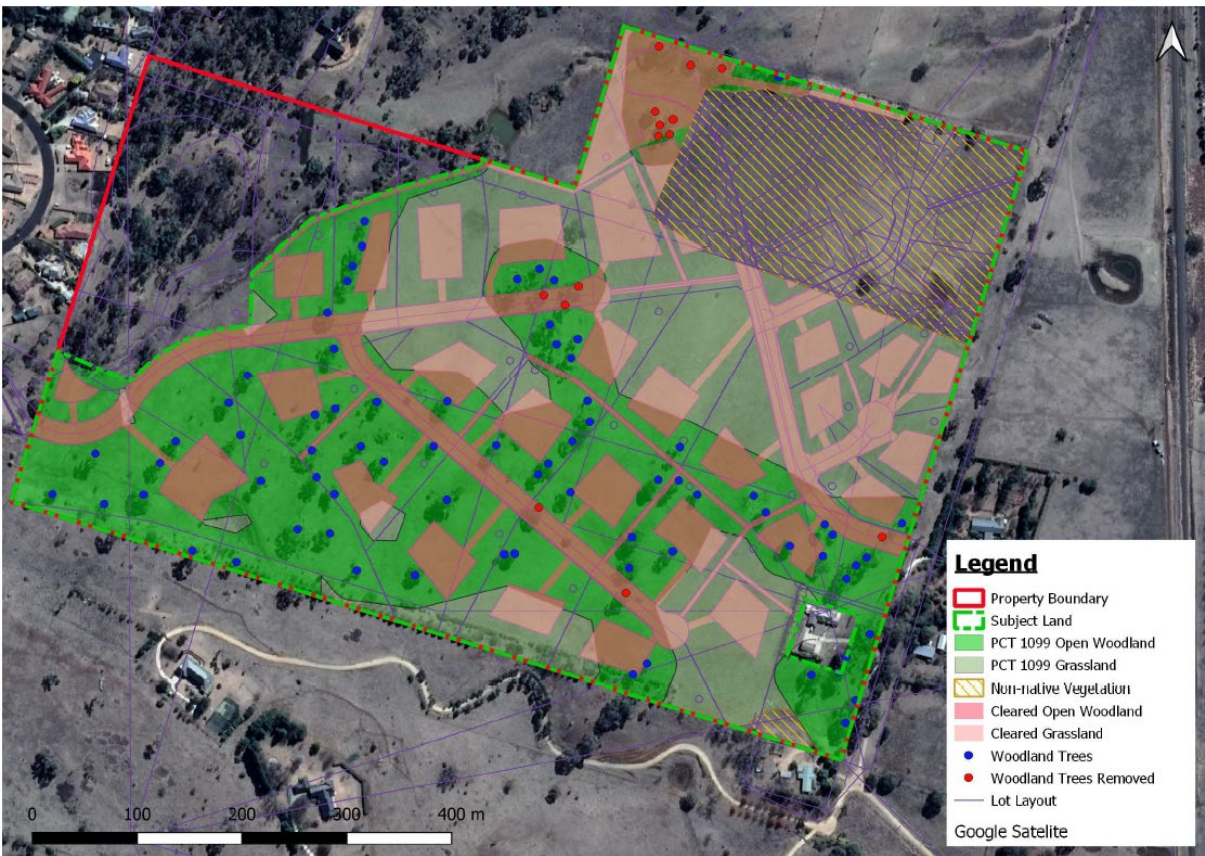 Legend
Property Boundary
Subject Land
PCT 1099 Open Woodland
PCT 1099 Grassland
Non-native Vegetation
Cleared Open Woodland
Cleared Grassland
Woodland Trees
Woodland Trees Removed
Lot Layout
Google Satelite
0 100 200 300 400 m